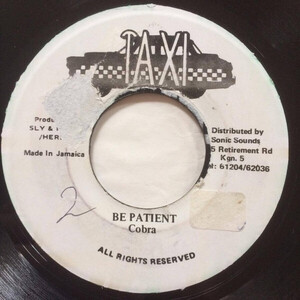 TAXI
SLY &
/HER.
Made In Jamaica
Distributed by
Sonic Sounds
5 Retirement Rd
Kgn. 5
61204/62036
2
BE PATIENT
Cobra
ALL RIGHTS RESERVED